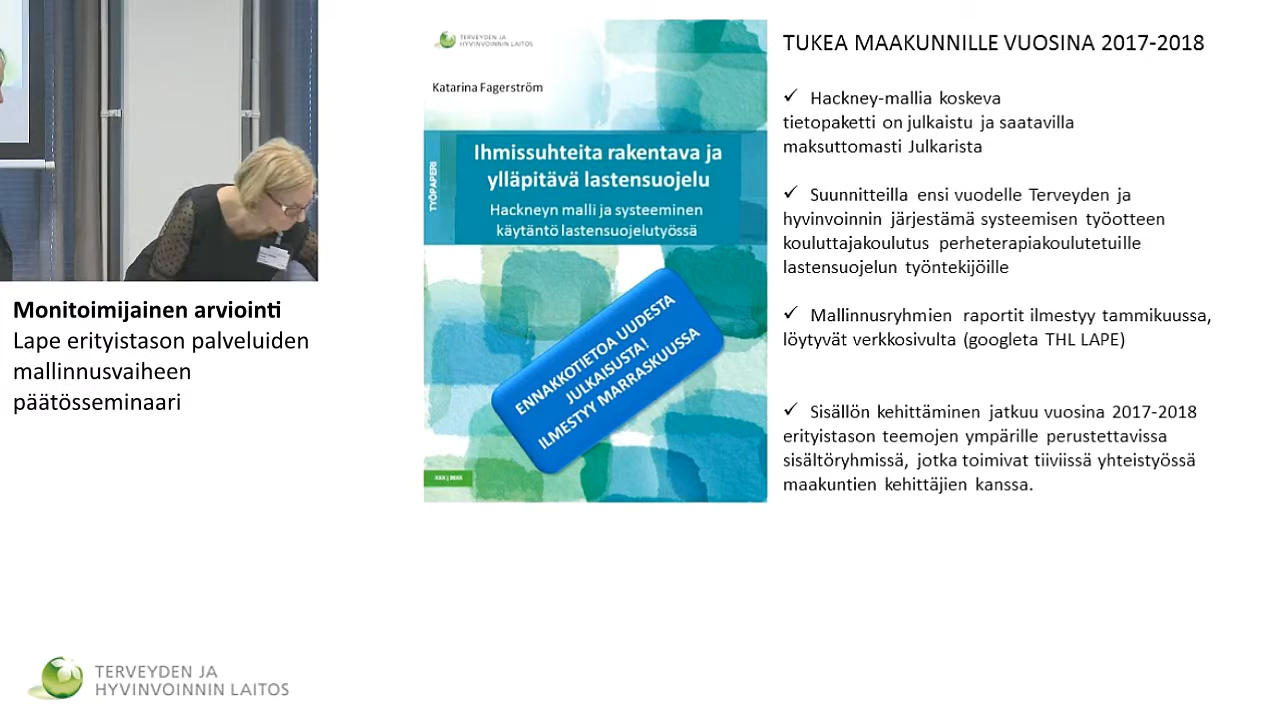 Monitoimijainen arviointi
Lape erityistason palveluiden
mallinnusvaiheen
päätösseminaari
TERVEYDEN JA
HYVINVOINNIN LAITOS
Katarina Fagerström
TYÖPAPERI
Ihmissuhteita rakentava ja
ylläpitävä lastensuojelu
Hackneyn malli ja systeeminen
käytäntö lastensuojelutyössä
ENNAKKOTIETOA UUDESTA
JULKAISUSTA!
ILMESTYY MARRASKUUSSA
TUKEA MAAKUNNILLE VUOSINA 2017-2018
✓ Hackney-mallia koskeva
tietopaketti on julkaistu ja saatavilla
maksuttomasti Julkarista
✓ Suunnitteilla ensi vuodelle Terveyden ja
hyvinvoinnin järjestämä systeemisen työotteen
kouluttajakoulutus perheterapiakoulutetuille
lastensuojelun työntekijöille
✓ Mallinnusryhmien raportit ilmestyy tammikuussa,
löytyvät verkkosivulta (googleta THL LAPE)
✓ Sisällön kehittäminen jatkuu vuosina 2017-2018
erityistason teemojen ympärille perustettavissa
sisältöryhmissä, jotka toimivat tiiviissä yhteistyössä
maakuntien kehittäjien kanssa.
TERVEYDEN JA
HYVINVOINNIN LAITOS